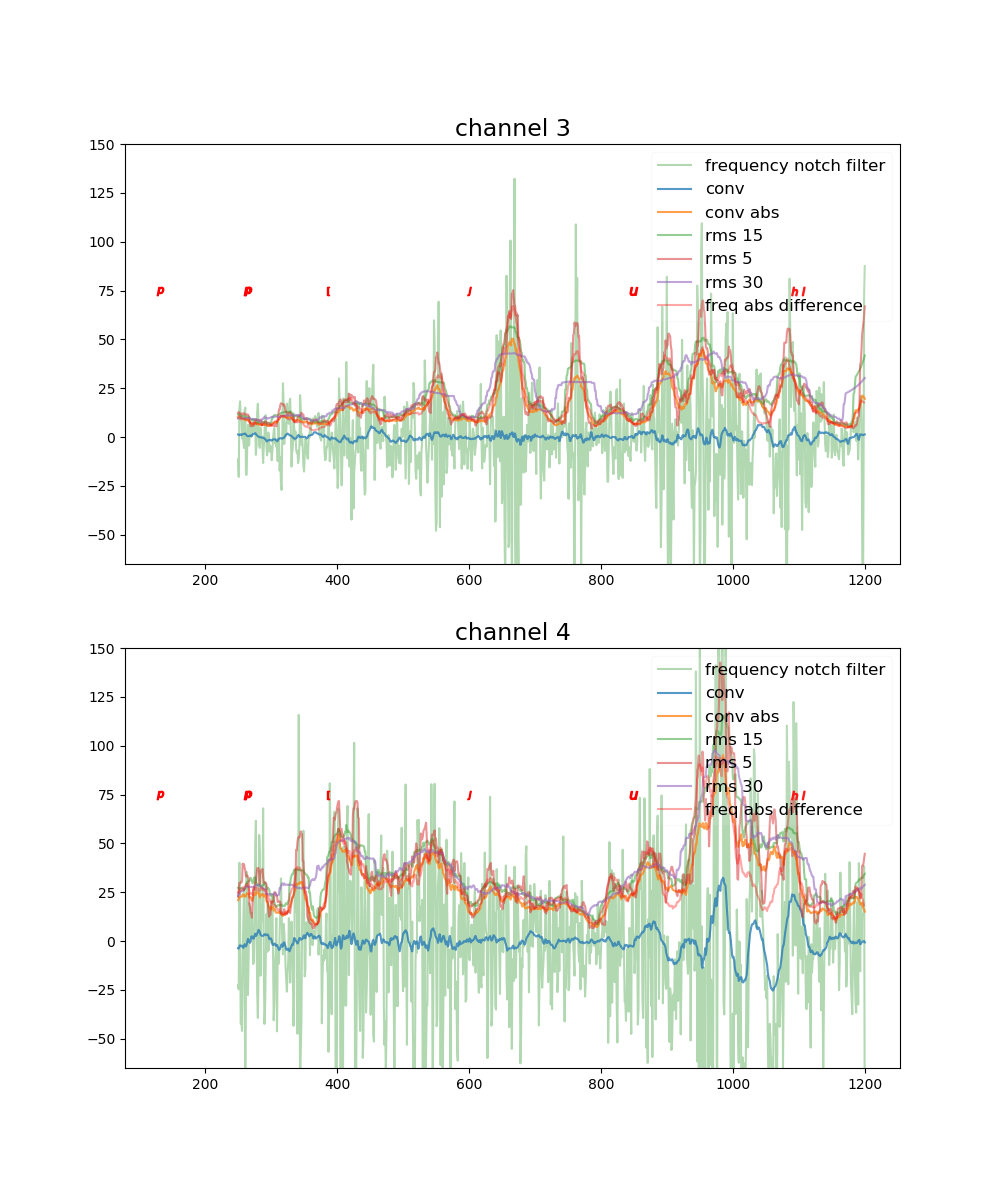 channel 3
150
125
100
75
50
25
0
−25
−50
frequency notch filter
conv
conv abs
rms 15
rms 5
rms 30
freq abs difference
p p ɪ J u h I
200 400 600 800 1000 1200
channel 4
150
125
100
75
50
25
0
−25
−50
frequency notch filter
conv
conv abs
rms 15
rms 5
rms 30
freq abs difference
p p ɪ J u h I
200 400 600 800 1000 1200